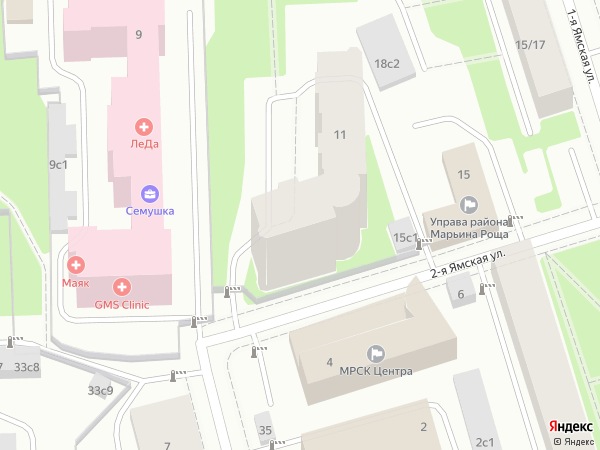 9
15/17
1-я Ямская ул.
18с2
ЛеДа
11
9с1
15
Семушка
Управа района
Марьина Роща
15с1
2-я Ямская ул.
Маяк
GMS Clinic
6
33с8
7
4
МРСК Центра
33с9
35
2
7
2с1
Яндекс
© Яндекс